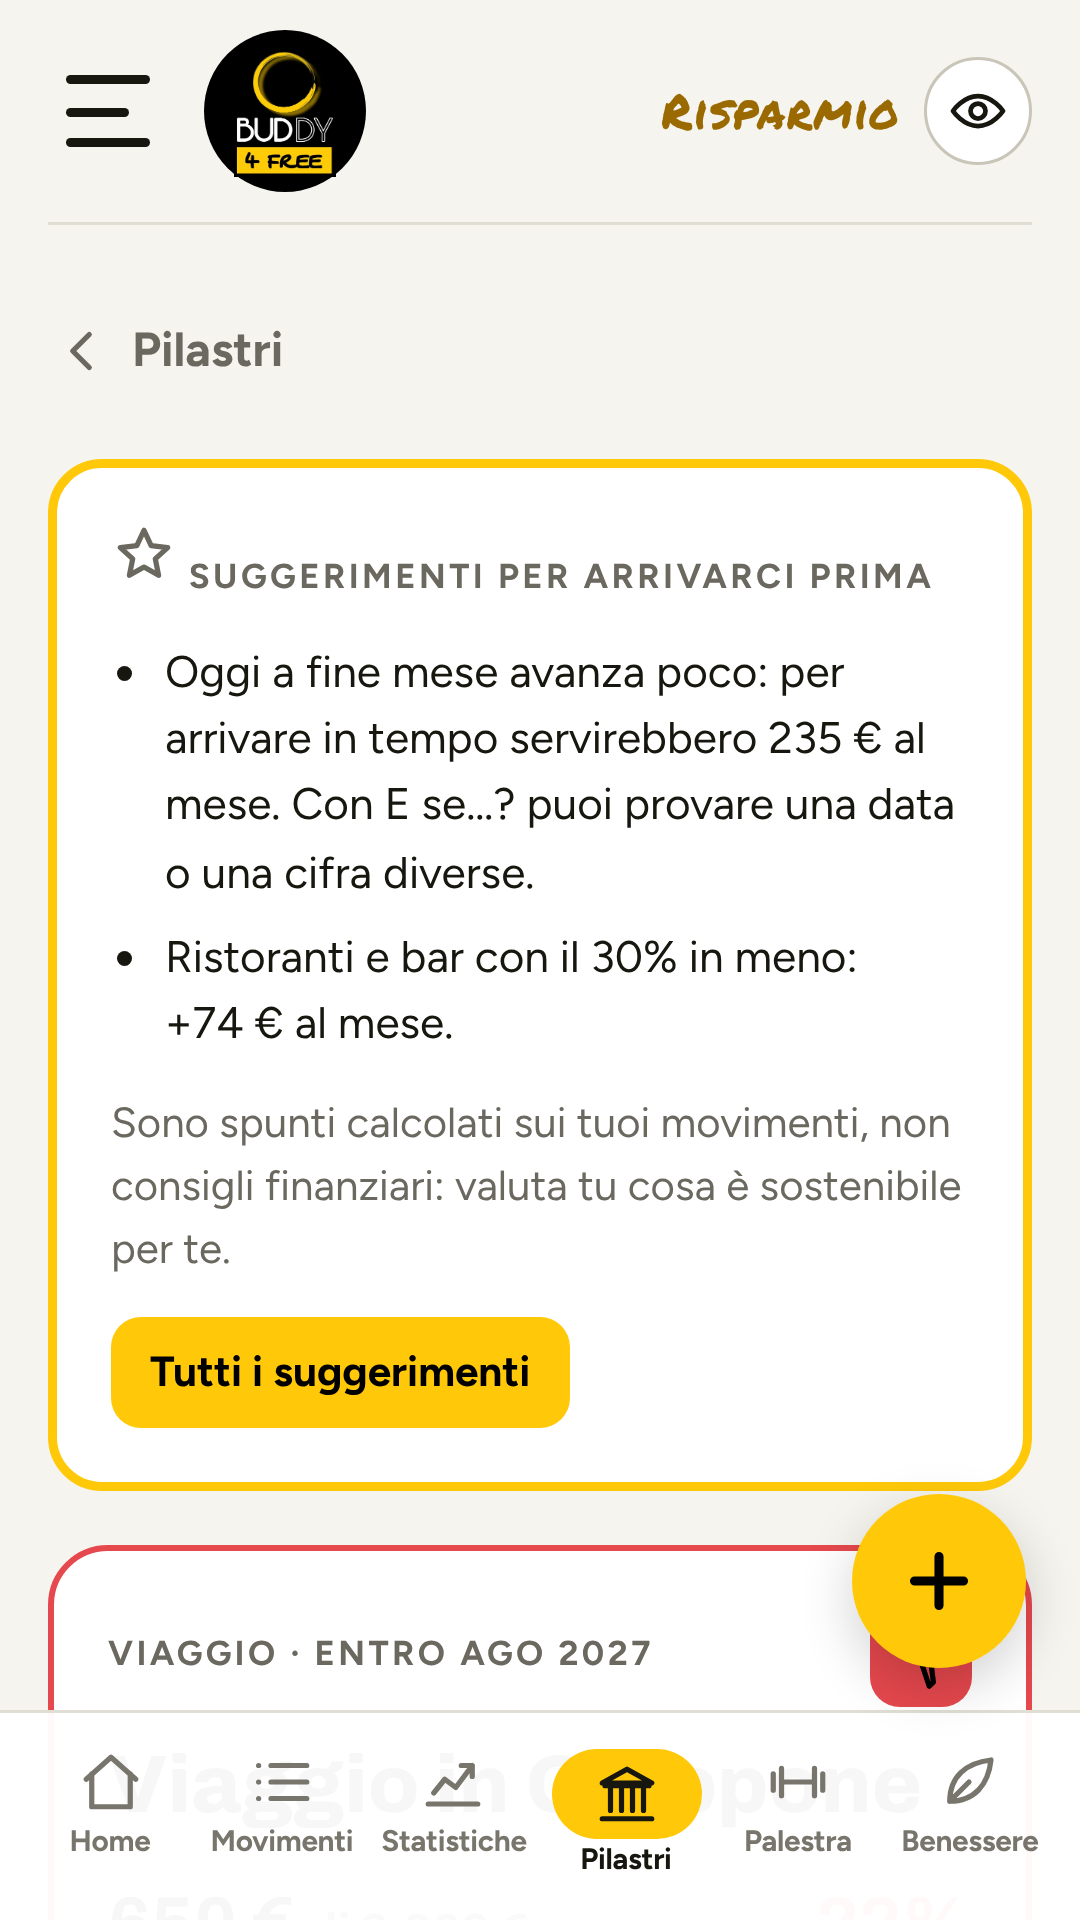 BUDDY
4 FREE
RISPARMIO
Pilastri
SUGGERIMENTI PER ARRIVARCI PRIMA
• Oggi a fine mese avanza poco: per
arrivare in tempo servirebbero 235 € al
mese. Con E se...? puoi provare una data
o una cifra diverse.
• Ristoranti e bar con il 30% in meno:
+74 € al mese.
Sono spunti calcolati sui tuoi movimenti, non
consigli finanziari: valuta tu cosa è sostenibile
per te.
Tutti i suggerimenti
VIAGGIO · ENTRO AGO 2027
Viaggio in
Home
Movimenti
Statistiche
Pilastri
Palestra
Benessere